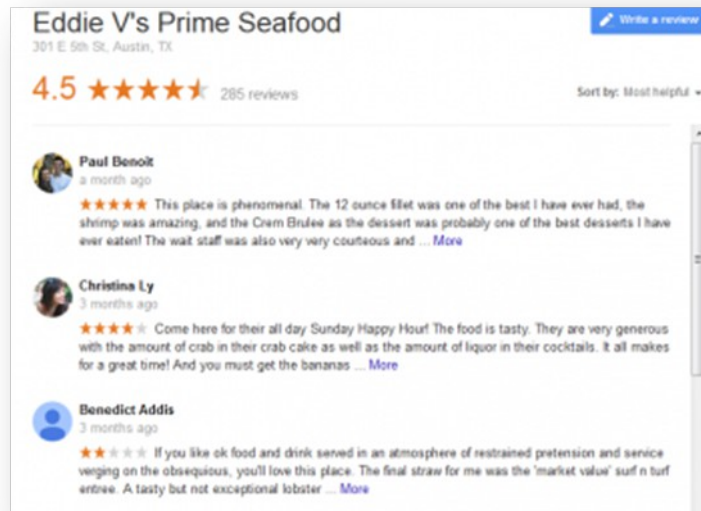 Eddie V's Prime Seafood
Write a review
301 E 5th St, Austin, TX
4.5 285 reviews
Sort by: Most helpful
Paul Benoit
a month ago
This place is phenomenal. The 12 ounce fillet was one of the best I have ever had, the
shrimp was amazing, and the Crem Brulee as the dessert was probably one of the best desserts I have
ever eaten! The wait staff was also very very courteous and ... More
Christina Ly
3 months ago
Come here for their all day Sunday Happy Hour! The food is tasty. They are very generous
with the amount of crab in their crab cake as well as the amount of liquor in their cocktails. It all makes
for a great time! And you must get the bananas ... More
Benedict Addis
3 months ago
If you like ok food and drink served in an atmosphere of restrained pretension and service
verging on the obsequious, you'll love this place. The final straw for me was the 'market value' surf n turf
entree. A tasty but not exceptional lobster ... More